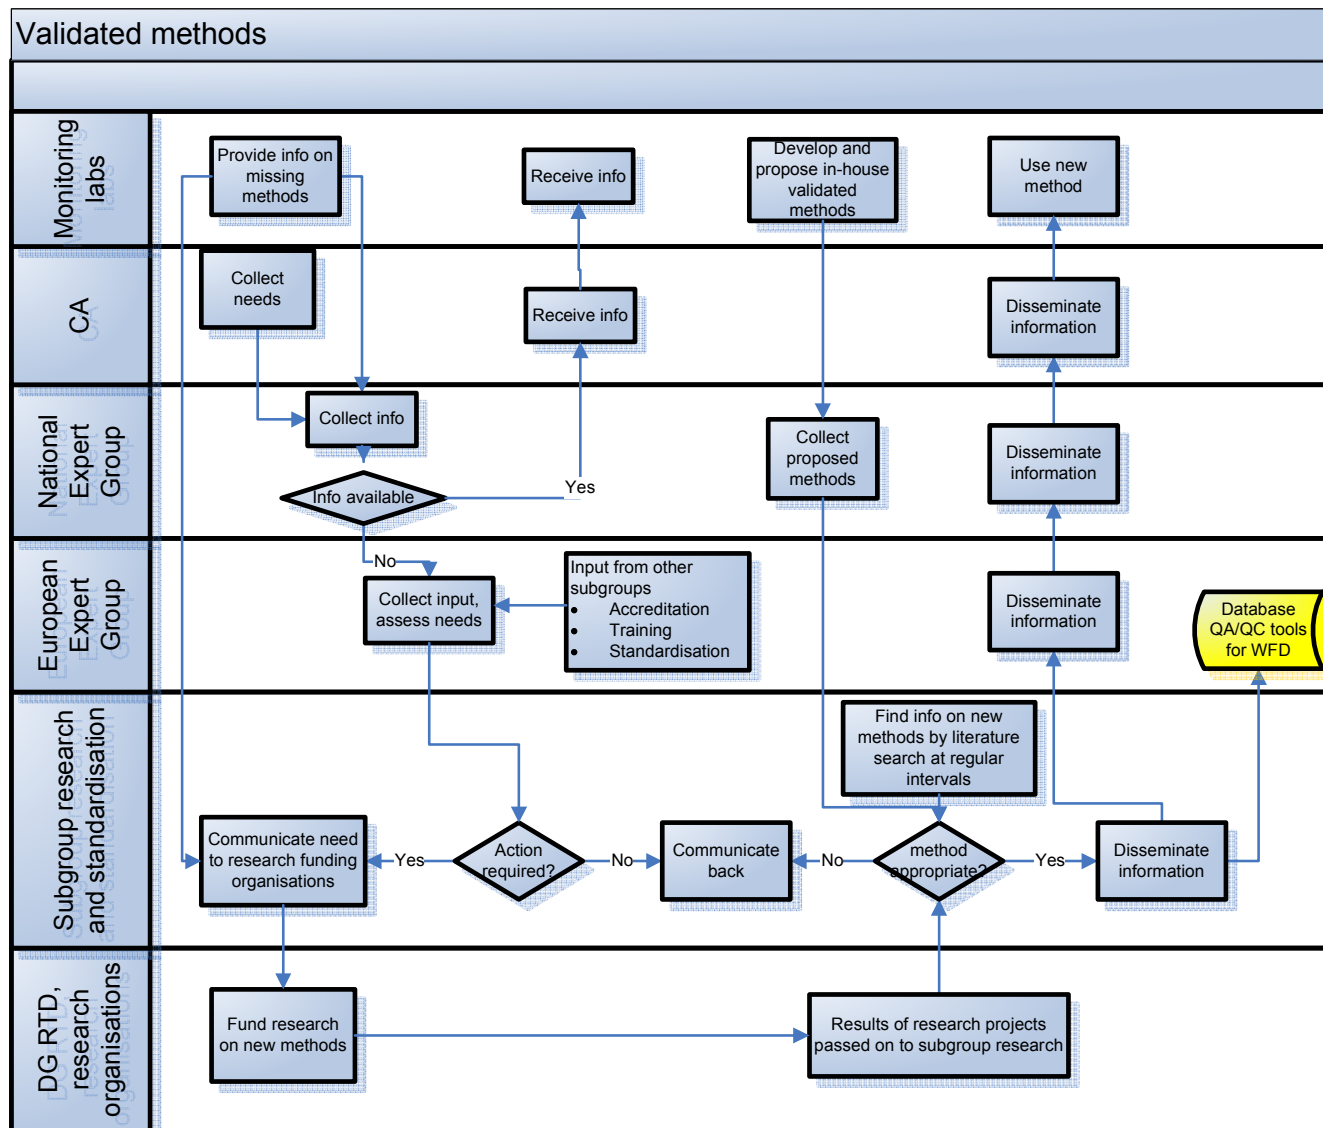 Validated methods
Monitoring
labs
Provide info on
missing
methods
Receive info
Develop and
propose in-house
validated
methods
Use new
method
CA
Collect
needs
Receive info
Disseminate
information
National
Expert
Group
Collect info
Info available
Yes
Collect
proposed
methods
Disseminate
information
European
Expert
Group
No
Collect input,
assess needs
Input from other
subgroups
• Accreditation
• Training
• Standardisation
Disseminate
information
Database
QA/QC tools
for WFD
Subgroup research
and standardisation
Find info on new
methods by literature
search at regular
intervals
Communicate need
to research funding
organisations
Yes
Action
required?
No
Communicate
back
No
method
appropriate?
Yes
Disseminate
information
DG RTD,
research
organisations
Fund research
on new methods
Results of research projects
passed on to subgroup research